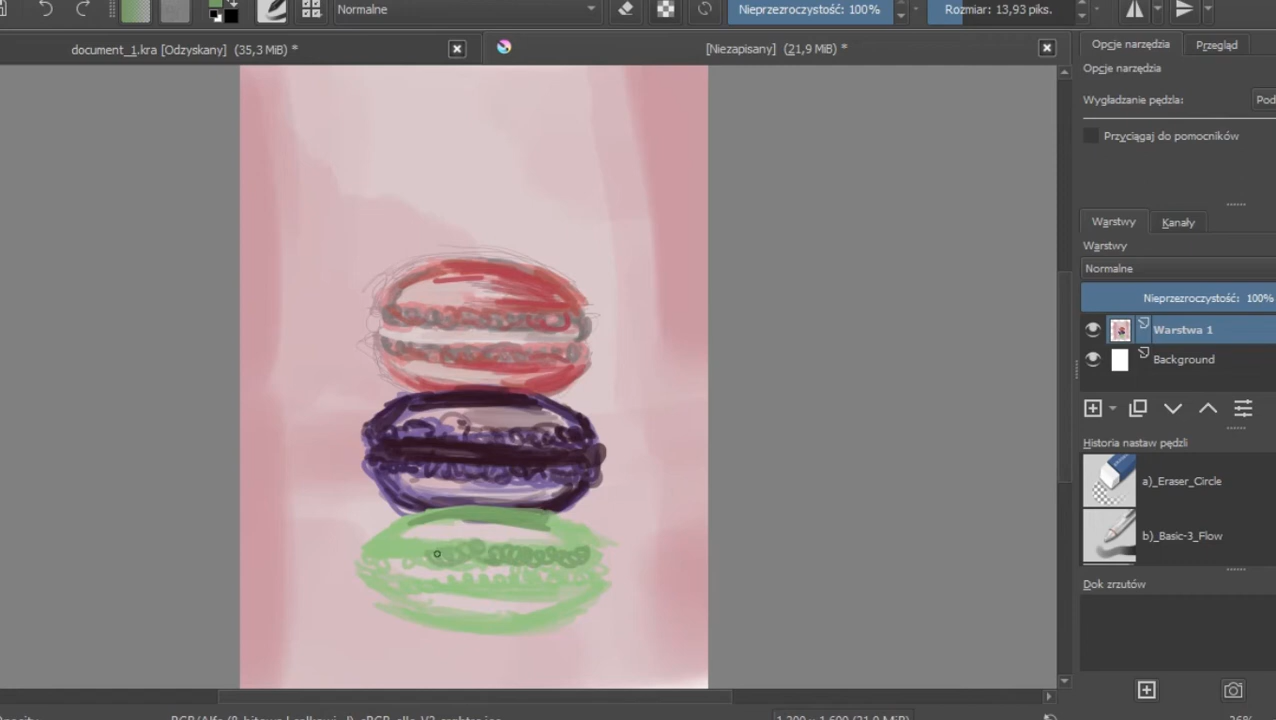 Normalne
Nieprzezroczystość: 100%
Rozmiar: 13,93 piks.
document_1.kra [Odzyskany] (35,3 MiB) *
[Niezapisany] (21,9 MiB) *
Opcje narzędzia
Przegląd
Opcje narzędzia
Wygładzanie pędzla:
Pod
Przyciągaj do pomocników
Warstwy
Kanały
Warstwy
Normalne
Nieprzezroczystość: 100%
Warstwa 1
Background
Historia nastaw pędzli
a)_Eraser_Circle
b)_Basic-3_Flow
Dok zrzutów